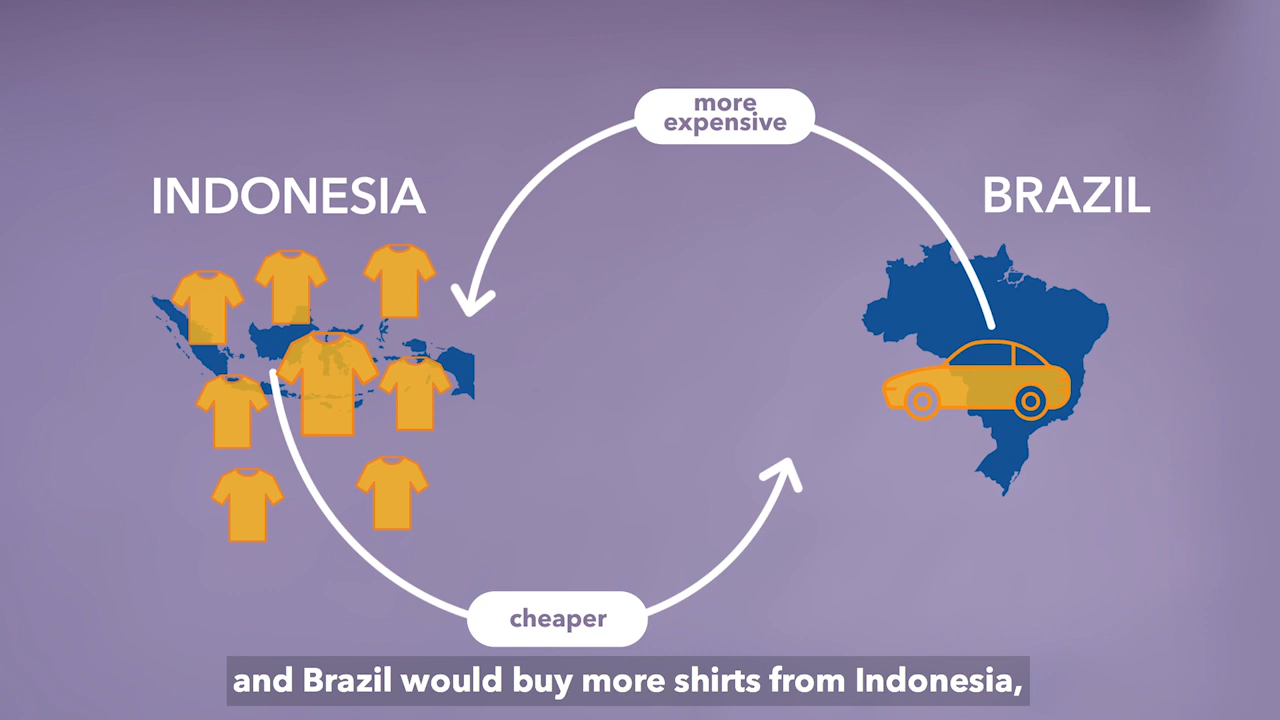 more
expensive
INDONESIA
BRAZIL
cheaper
and Brazil would buy more shirts from Indonesia,